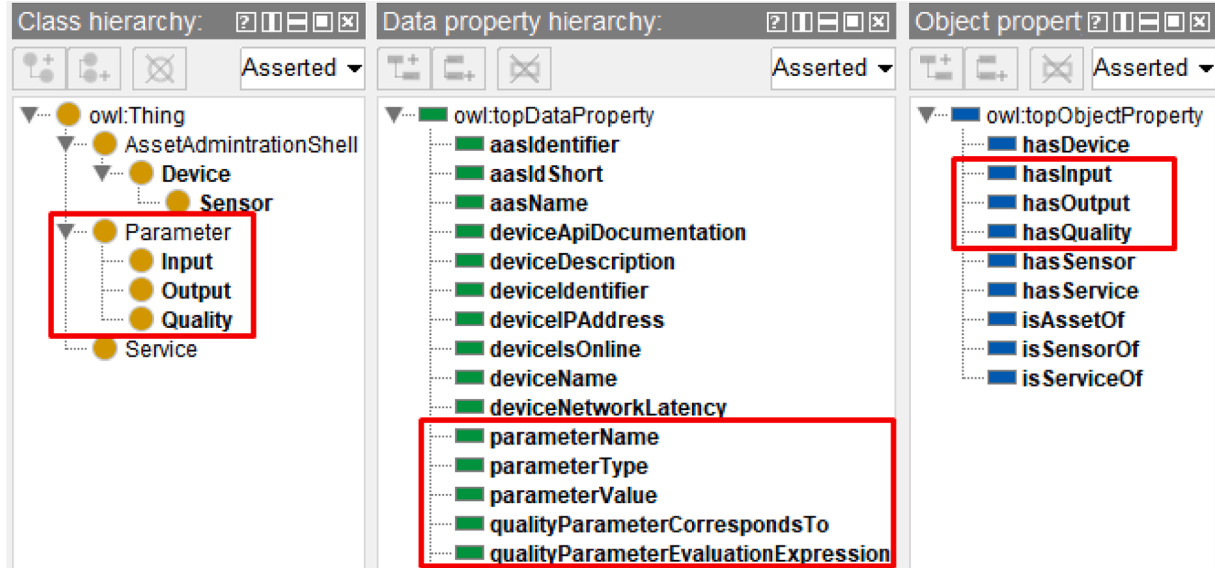 Class hierarchy:
Asserted
owl:Thing
AssetAdmintrationShell
Device
Sensor
Parameter
Input
Output
Quality
Service
Data property hierarchy:
Asserted
owl:topDataProperty
aasIdentifier
aasIdShort
aasName
deviceApiDocumentation
deviceDescription
deviceIdentifier
deviceIPAddress
deviceIsOnline
deviceName
deviceNetworkLatency
parameterName
parameterType
parameterValue
qualityParameterCorrespondsTo
qualityParameterEvaluationExpression
Object propert
Asserted
owl:topObjectProperty
hasDevice
hasInput
hasOutput
hasQuality
hasSensor
hasService
isAssetOf
isSensorOf
isServiceOf